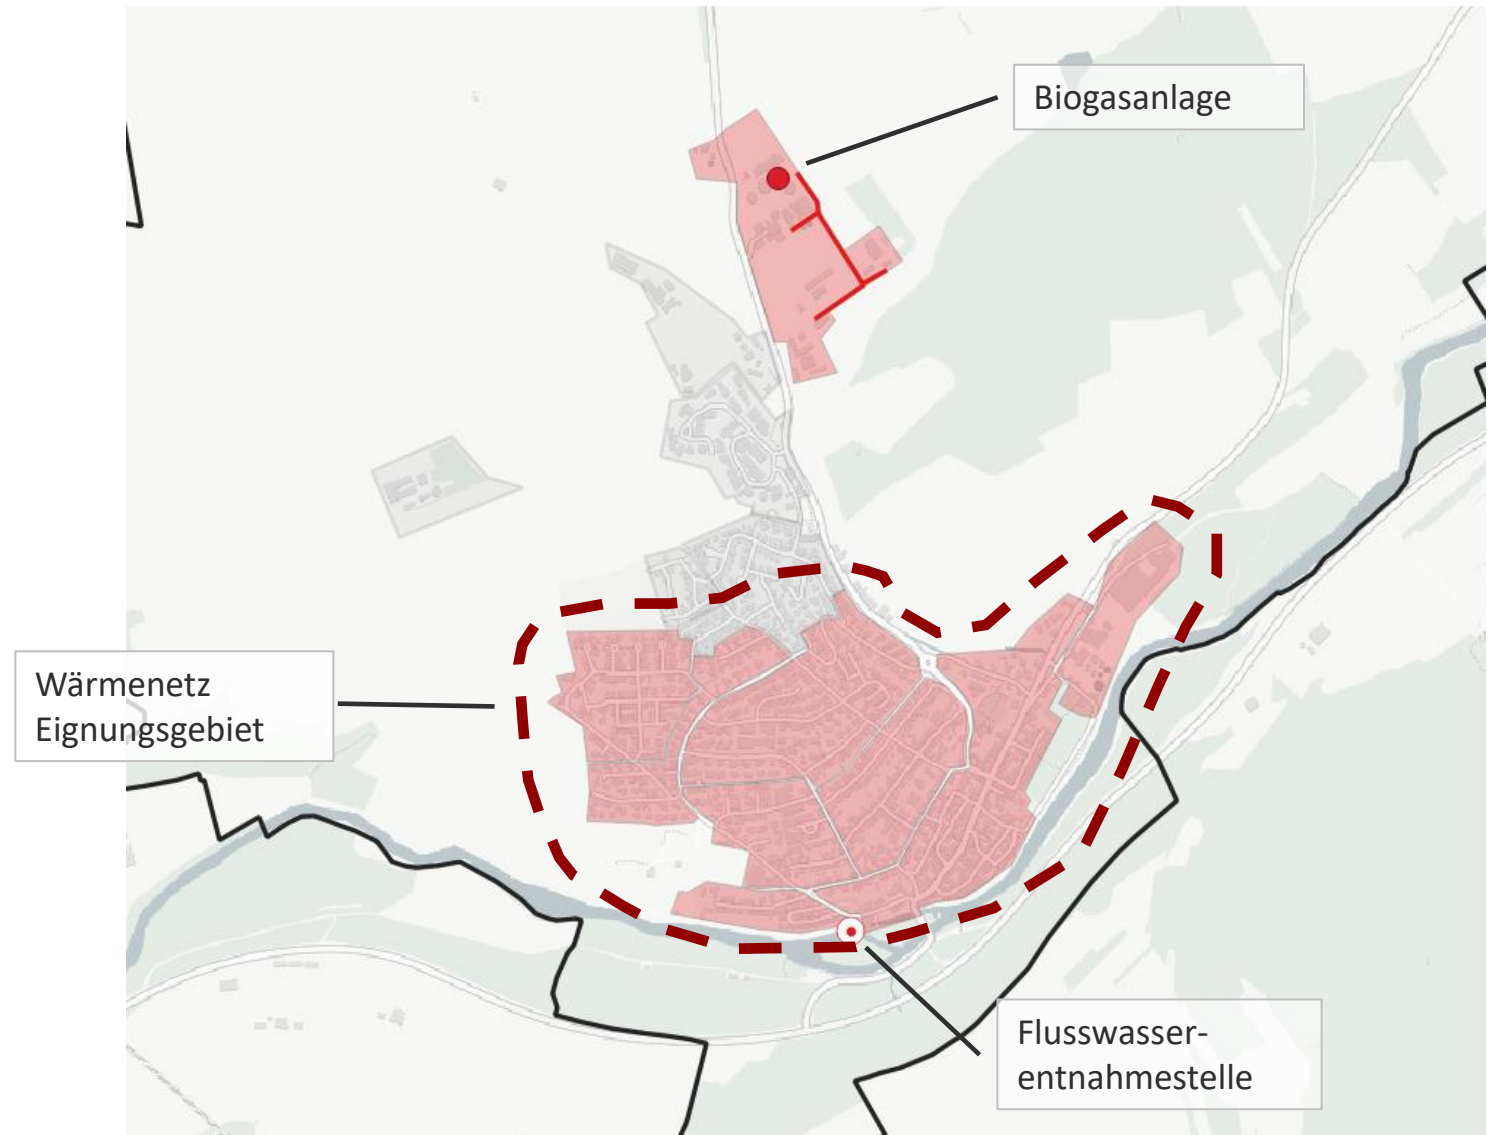 Biogasanlage
Wärmenetz
Eignungsgebiet
Flusswasser-
entnahmestelle